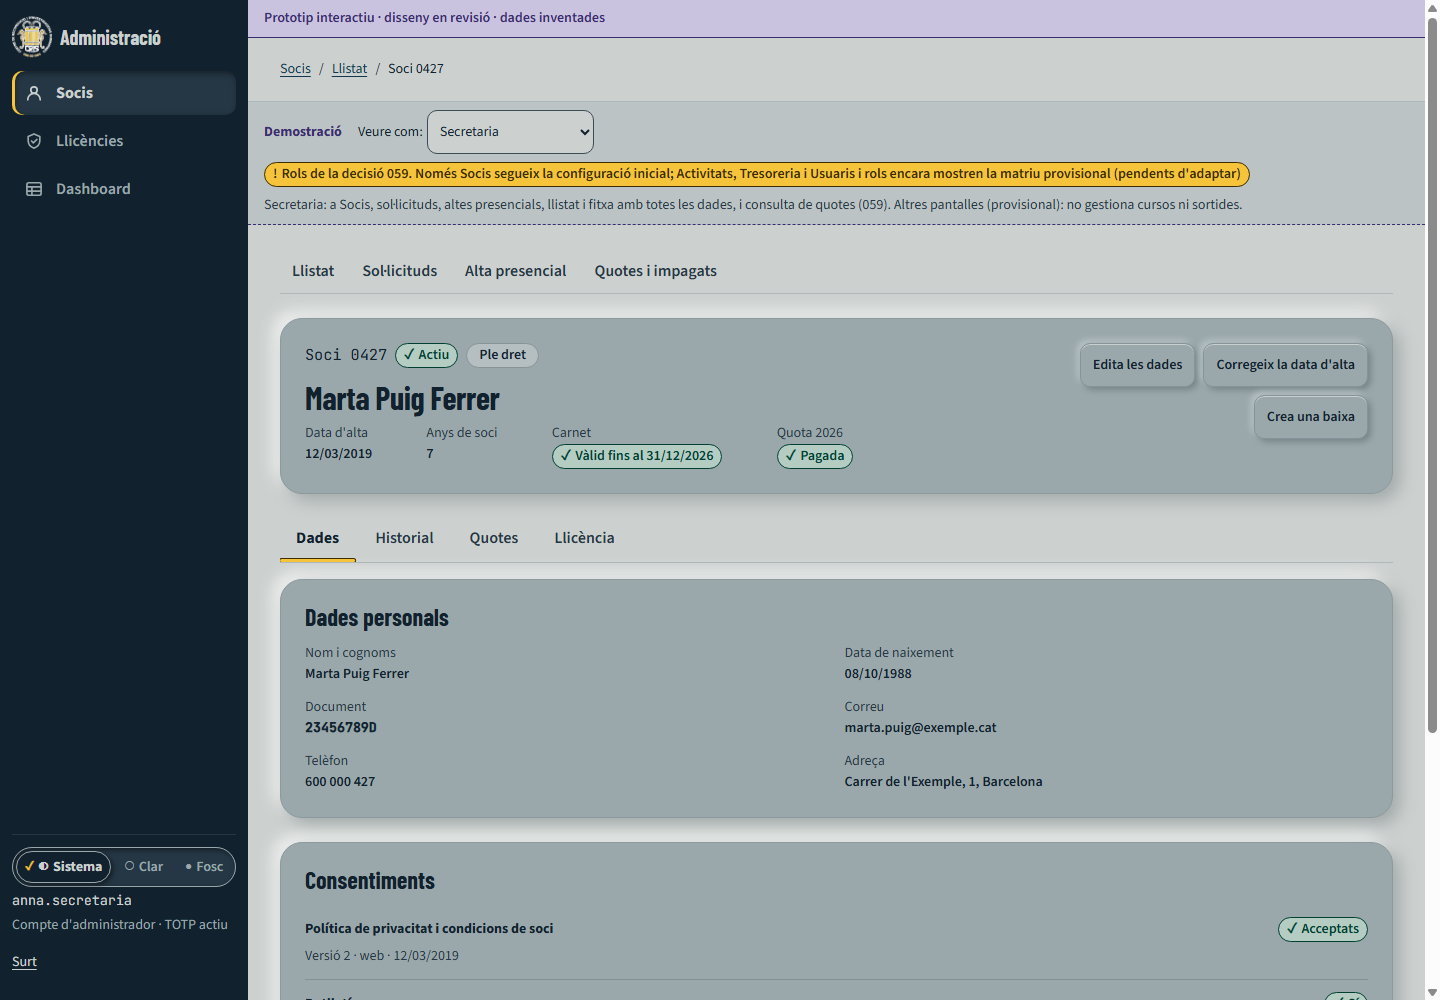 Administració
Socis
Llicències
Dashboard
Sistema
Clar
Fosc
anna.secretaria
Compte d'administrador · TOTP actiu
Surt
Prototip interactiu · disseny en revisió · dades inventades
Socis / Llistat / Soci 0427
Demostració Veure com: Secretaria
! Rols de la decisió 059. Només Socis segueix la configuració inicial; Activitats, Tresoreria i Usuaris i rols encara mostren la matriu provisional (pendents d'adaptar)
Secretaria: a Socis, sol·licituds, altes presencials, llistat i fitxa amb totes les dades, i consulta de quotes (059). Altres pantalles (provisional): no gestiona cursos ni sortides.
Llistat Sol·licituds Alta presencial Quotes i impagats
Soci 0427 ✓ Actiu Ple dret
Edita les dades Corregeix la data d'alta
Crea una baixa
Marta Puig Ferrer
Data d'alta Anys de soci Carnet Quota 2026
12/03/2019 7 ✓ Vàlid fins al 31/12/2026 ✓ Pagada
Dades Historial Quotes Llicència
Dades personals
Nom i cognoms Data de naixement
Marta Puig Ferrer 08/10/1988
Document Correu
23456789D marta.puig@exemple.cat
Telèfon Adreça
600 000 427 Carrer de l'Exemple, 1, Barcelona
Consentiments
Política de privacitat i condicions de soci ✓ Acceptats
Versió 2 · web · 12/03/2019